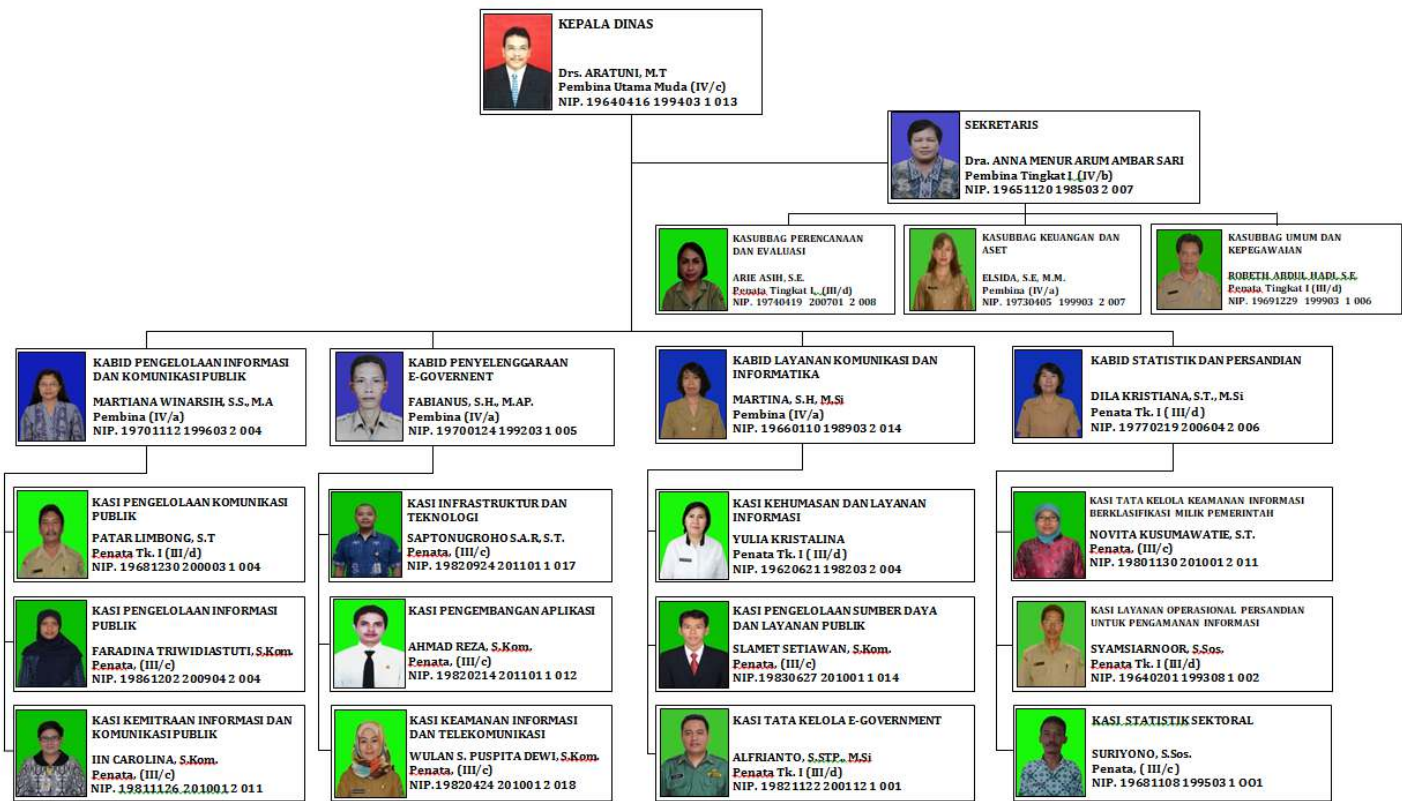 KEPALA DINAS
Drs. ARATUNI, M.T
Pembina Utama Muda (IV/c)
NIP. 19640416 199403 1 013
SEKRETARIS
Dra. ANNA MENUR ARUM AMBAR SARI
Pembina Tingkat I (IV/b)
NIP. 19651120 198503 2 007
KASUBBAG PERENCANAAN
DAN EVALUASI
ARIE ASIH, S.E.
Penata Tingkat I, (III/d)
NIP. 19740419 200701 2 008
KASUBBAG KEUANGAN DAN
ASET
ELSIDA, S.E, M.M.
Pembina (IV/a)
NIP. 19730405 199903 2 007
KASUBBAG UMUM DAN
KEPEGAWAIAN
ROBETH ABDUL HADI, S.E
Penata Tingkat I (III/d)
NIP. 19691229 199903 1 006
KABID PENGELOLAAN INFORMASI
DAN KOMUNIKASI PUBLIK
MARTIANA WINARSIH, S.S., M.A
Pembina (IV/a)
NIP. 19701112 199603 2 004
KABID PENYELENGGARAAN
E-GOVERNENT
FABIANUS, S.H., M.AP.
Pembina (IV/a)
NIP. 19700124 199203 1 005
KABID LAYANAN KOMUNIKASI DAN
INFORMATIKA
MARTINA, S.H, M.Si
Pembina (IV/a)
NIP. 19660110 198903 2 014
KABID STATISTIK DAN PERSANDIAN
DILA KRISTIANA, S.T., M.Si
Penata Tk. I ( III/d)
NIP. 19770219 200604 2 006
KASI PENGELOLAAN KOMUNIKASI
PUBLIK
PATAR LIMBONG, S.T
Penata Tk. I (III/d)
NIP. 19681230 200003 1 004
KASI INFRASTRUKTUR DAN
TEKNOLOGI
SAPTONUGROHO S.A.R, S.T.
Penata, (III/c)
NIP. 19820924 201101 1 017
KASI KEHUMASAN DAN LAYANAN
INFORMASI
YULIA KRISTALINA
Penata Tk. I ( III/d)
NIP. 19620621 198203 2 004
KASI TATA KELOLA KEAMANAN INFORMASI
BERKLASIFIKASI MILIK PEMERINTAH
NOVITA KUSUMAWATIE, S.T.
Penata, (III/c)
NIP. 19801130 201001 2 011
KASI PENGELOLAAN INFORMASI
PUBLIK
FARADINA TRIWIDIASTUTI, S.Kom.
Penata, (III/c)
NIP. 19861202 200904 2 004
KASI PENGEMBANGAN APLIKASI
AHMAD REZA, S.Kom.
Penata, (III/c)
NIP. 19820214 201101 1 012
KASI PENGELOLAAN SUMBER DAYA
DAN LAYANAN PUBLIK
SLAMET SETIAWAN, S.Kom.
Penata, (III/c)
NIP.19830627 201001 1 014
KASI LAYANAN OPERASIONAL PERSANDIAN
UNTUK PENGAMANAN INFORMASI
SYAMSIARNOOR, S.Sos.
Penata Tk. I (III/d)
NIP. 19640201 199308 1 002
KASI KEMITRAAN INFORMASI DAN
KOMUNIKASI PUBLIK
IIN CAROLINA, S.Kom.
Penata, (III/c)
NIP. 19811126 201001 2 011
KASI KEAMANAN INFORMASI
DAN TELEKOMUNIKASI
WULAN S. PUSPITA DEWI, S.Kom.
Penata, (III/c)
NIP.19820424 201001 2 018
KASI TATA KELOLA E-GOVERNMENT
ALFRIANTO, S.STP., M.Si
Penata Tk. I (III/d)
NIP. 19821122 200112 1 001
KASI STATISTIK SEKTORAL
SURIYONO, S.Sos.
Penata, ( III/c)
NIP. 19681108 199503 1 OO1